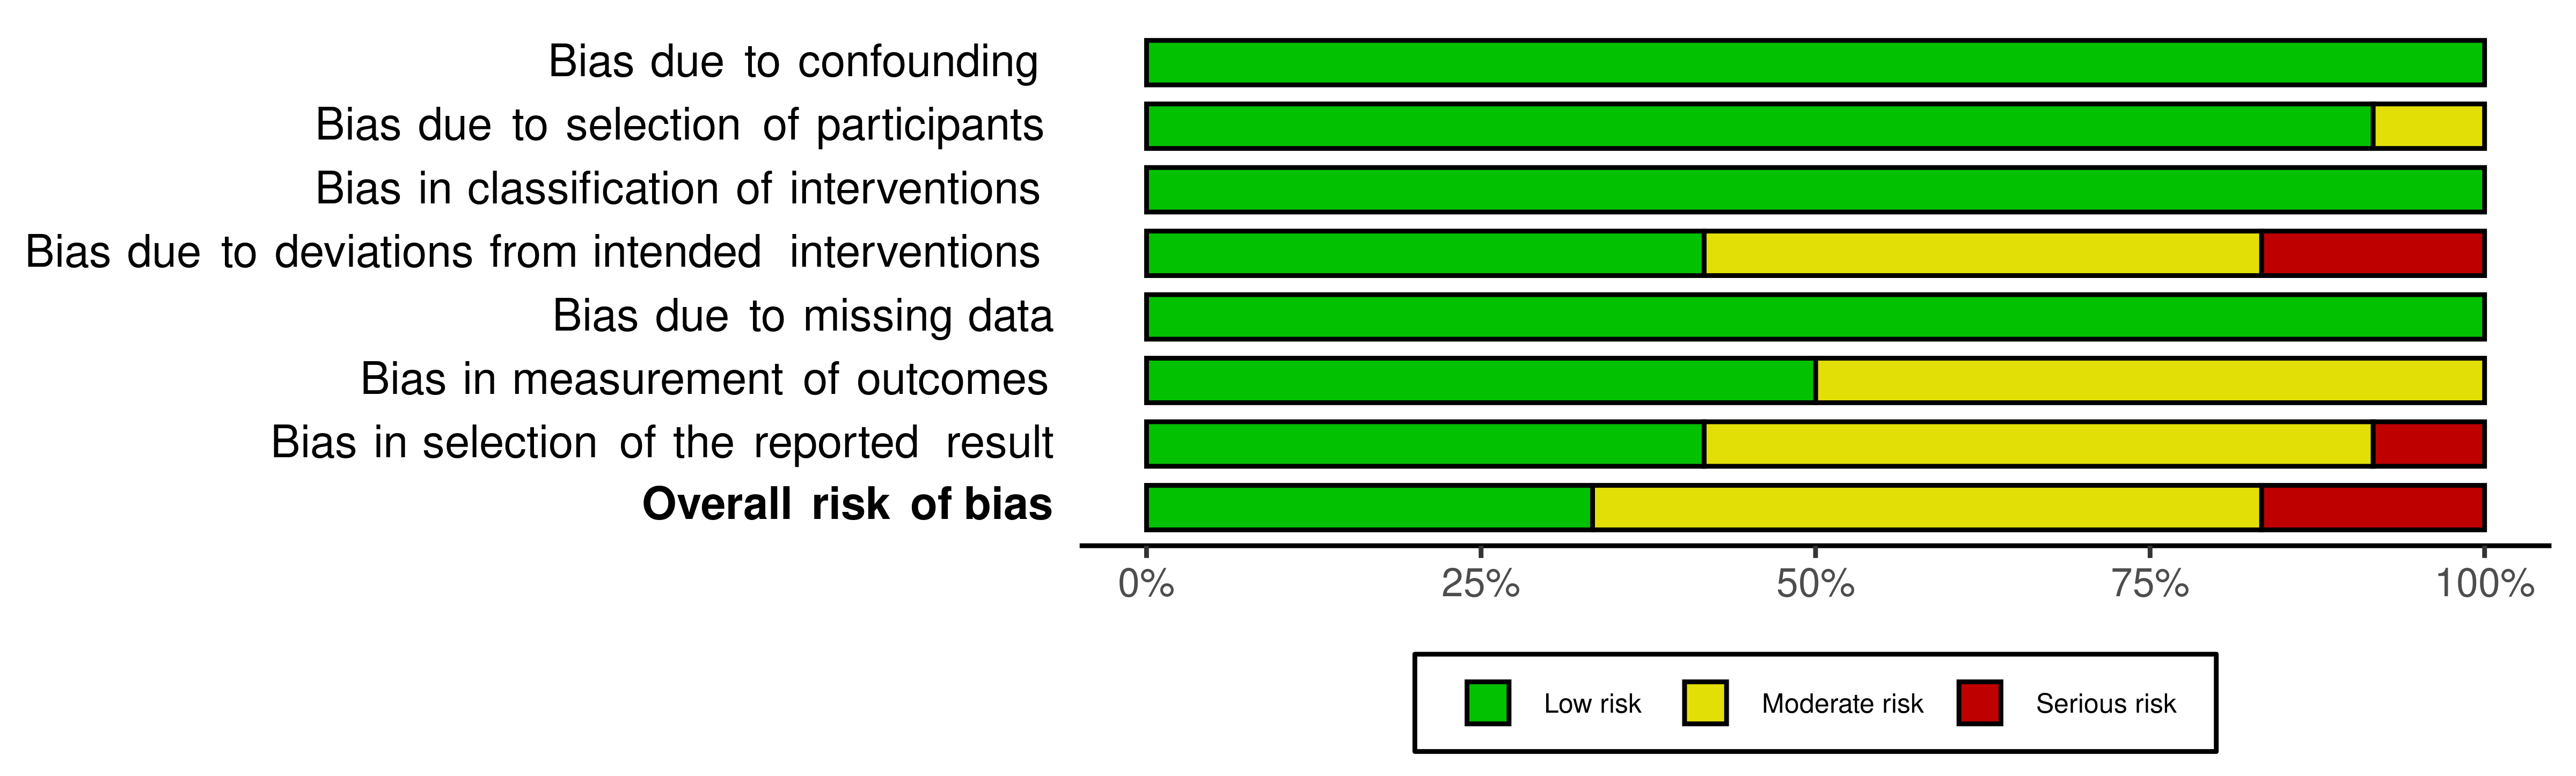 Bias due to confounding
Bias due to selection of participants
Bias in classification of interventions
Bias due to deviations from intended interventions
Bias due to missing data
Bias in measurement of outcomes
Bias in selection of the reported result
Overall risk of bias
0% 25% 50% 75% 100%
Low risk Moderate risk Serious risk